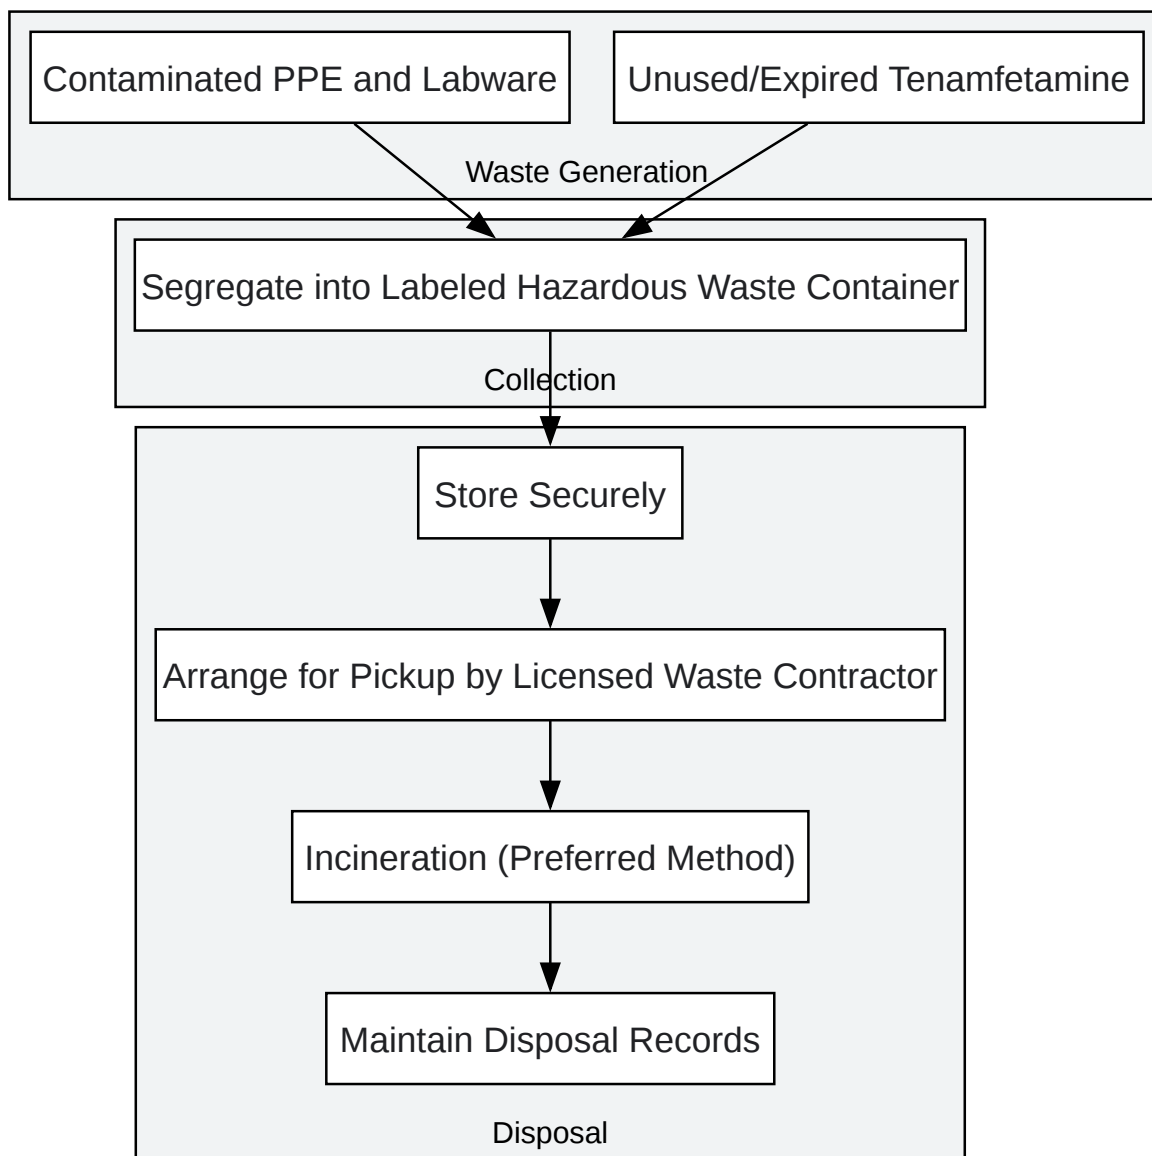 Contaminated PPE and Labware
Unused/Expired Tenamfetamine
Waste Generation
Segregate into Labeled Hazardous Waste Container
Collection
Store Securely
Arrange for Pickup by Licensed Waste Contractor
Incineration (Preferred Method)
Maintain Disposal Records
Disposal